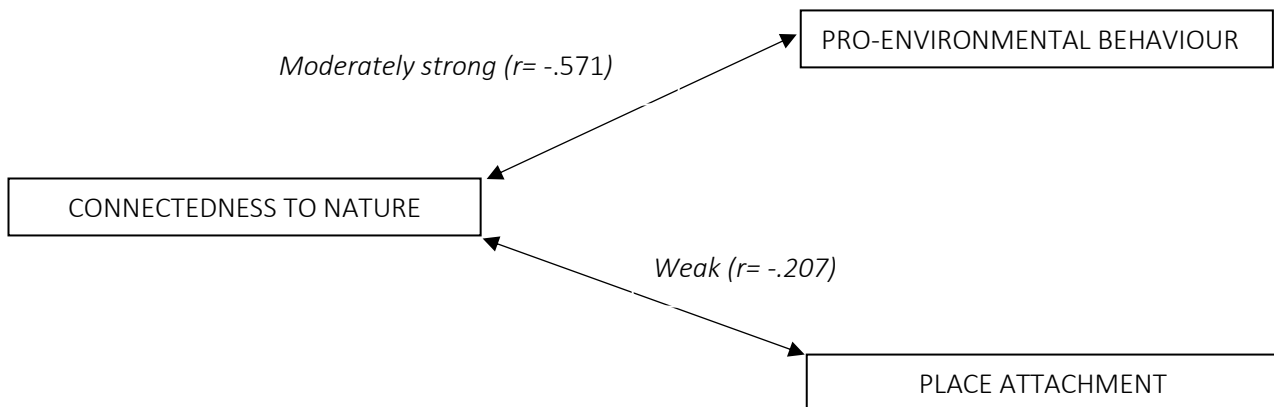 PRO-ENVIRONMENTAL BEHAVIOUR
Moderately strong (r= -.571)
CONNECTEDNESS TO NATURE
Weak (r= -.207)
PLACE ATTACHMENT